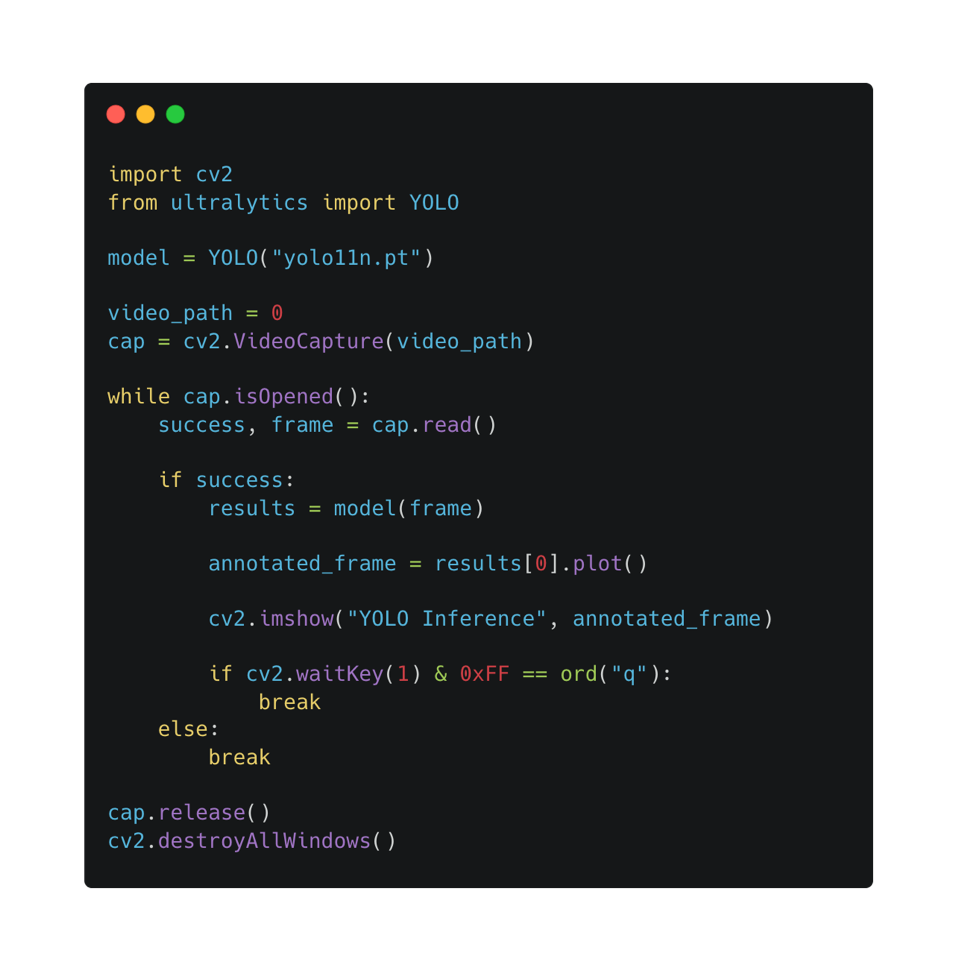 import cv2
from ultralytics import YOLO

model = YOLO("yolo11n.pt")

video_path = 0
cap = cv2.VideoCapture(video_path)

while cap.isOpened():
    success, frame = cap.read()

    if success:
        results = model(frame)

        annotated_frame = results[0].plot()

        cv2.imshow("YOLO Inference", annotated_frame)

        if cv2.waitKey(1) & 0xFF == ord("q"):
            break
    else:
        break

cap.release()
cv2.destroyAllWindows()